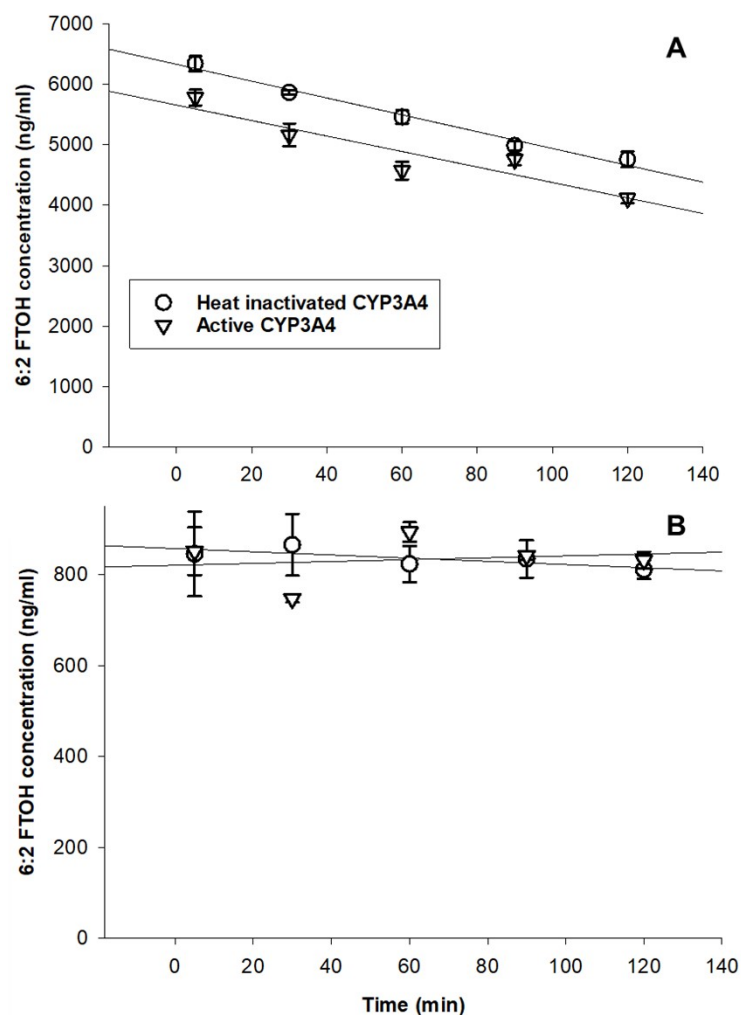 A
7000
6000
5000
4000
3000
2000
1000
0
6:2 FTOH concentration (ng/ml)
Heat inactivated CYP3A4
Active CYP3A4
0 20 40 60 80 100 120 140
B
800
600
400
200
0
6:2 FTOH concentration (ng/ml)
0 20 40 60 80 100 120 140
Time (min)